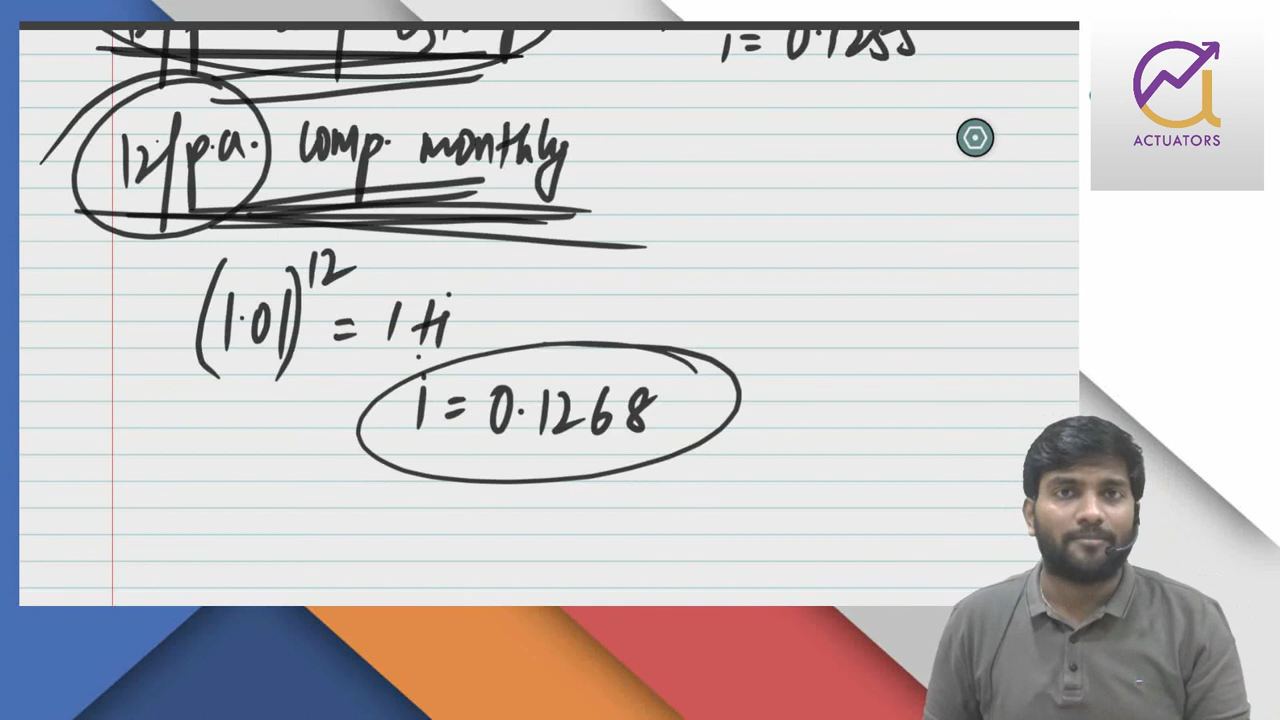 i = 0.1255
12% p.a. comp. monthly
(1.01)^12 = 1+i
i = 0.1268
ACTUATORS